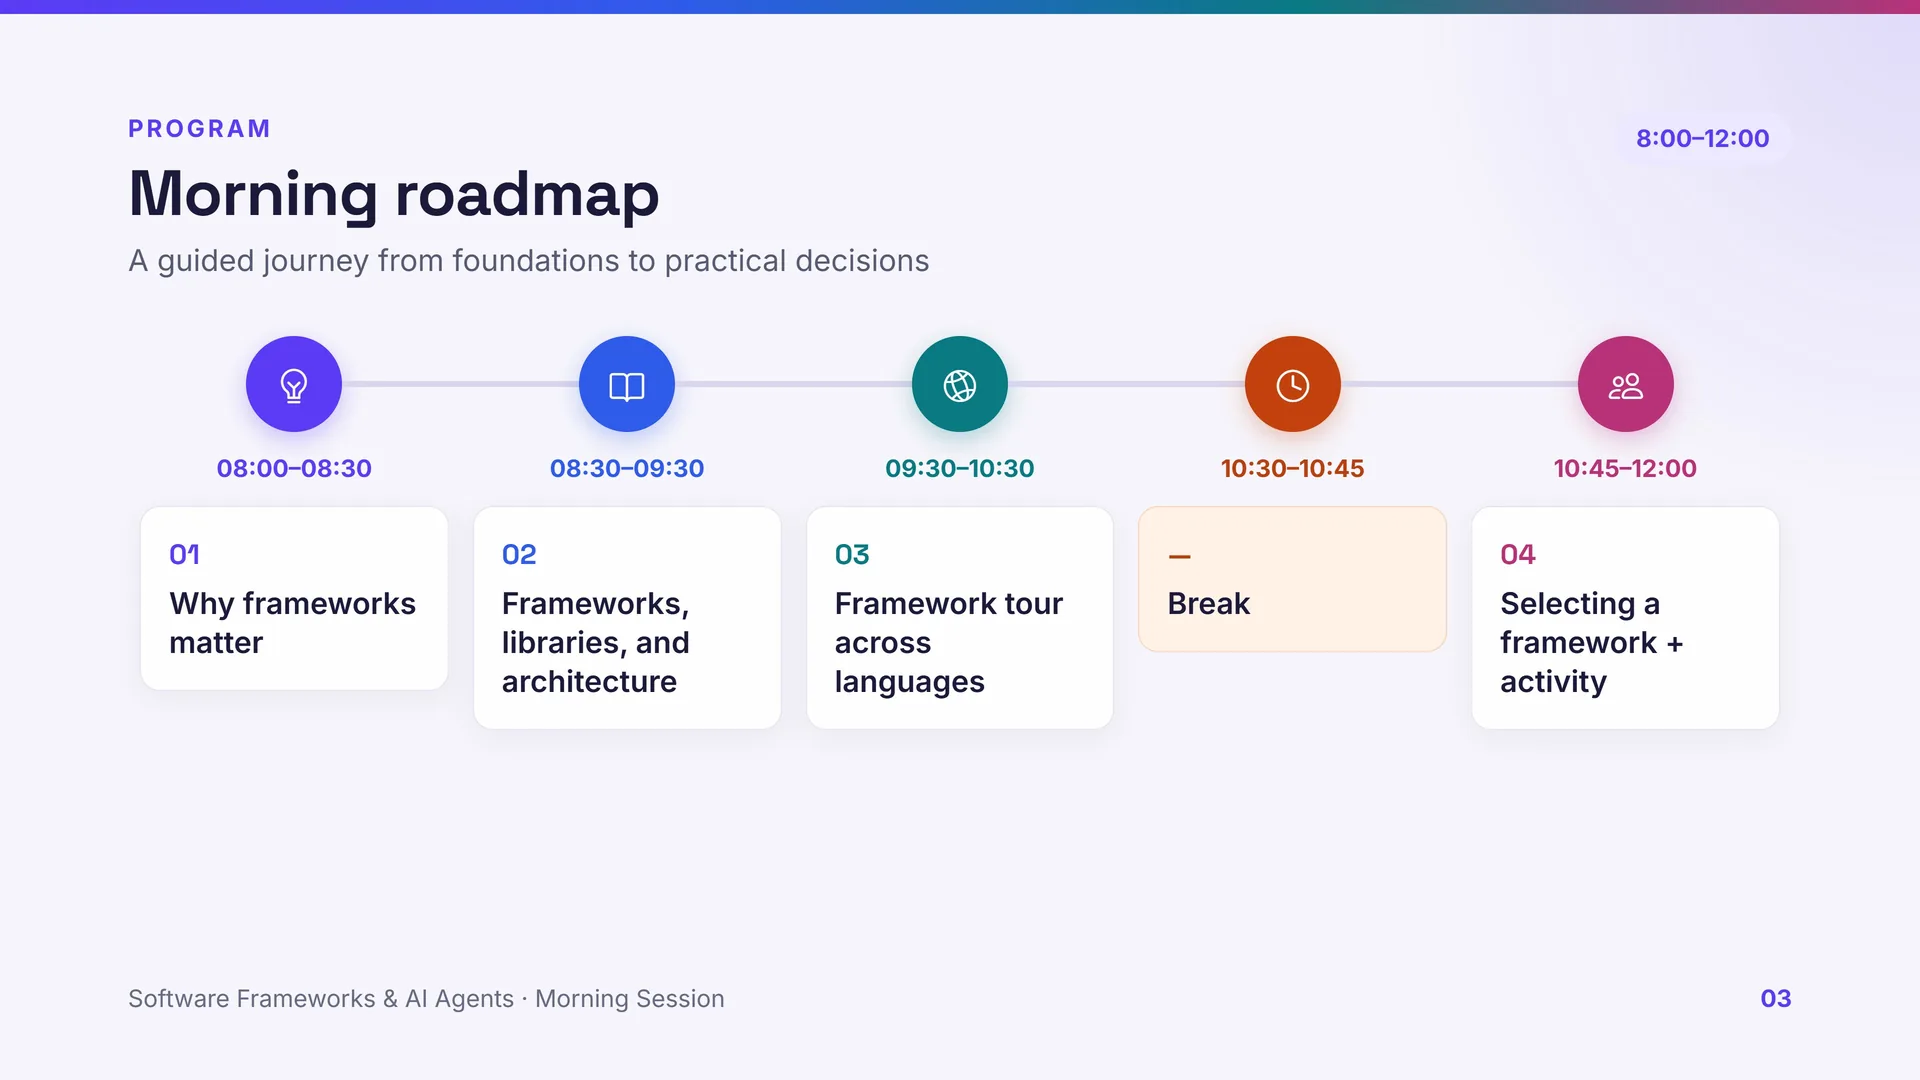 PROGRAM
8:00–12:00
Morning roadmap
A guided journey from foundations to practical decisions
08:00–08:30
01
Why frameworks
matter
08:30–09:30
02
Frameworks,
libraries, and
architecture
09:30–10:30
03
Framework tour
across
languages
10:30–10:45
—
Break
10:45–12:00
04
Selecting a
framework +
activity
Software Frameworks & AI Agents · Morning Session
03